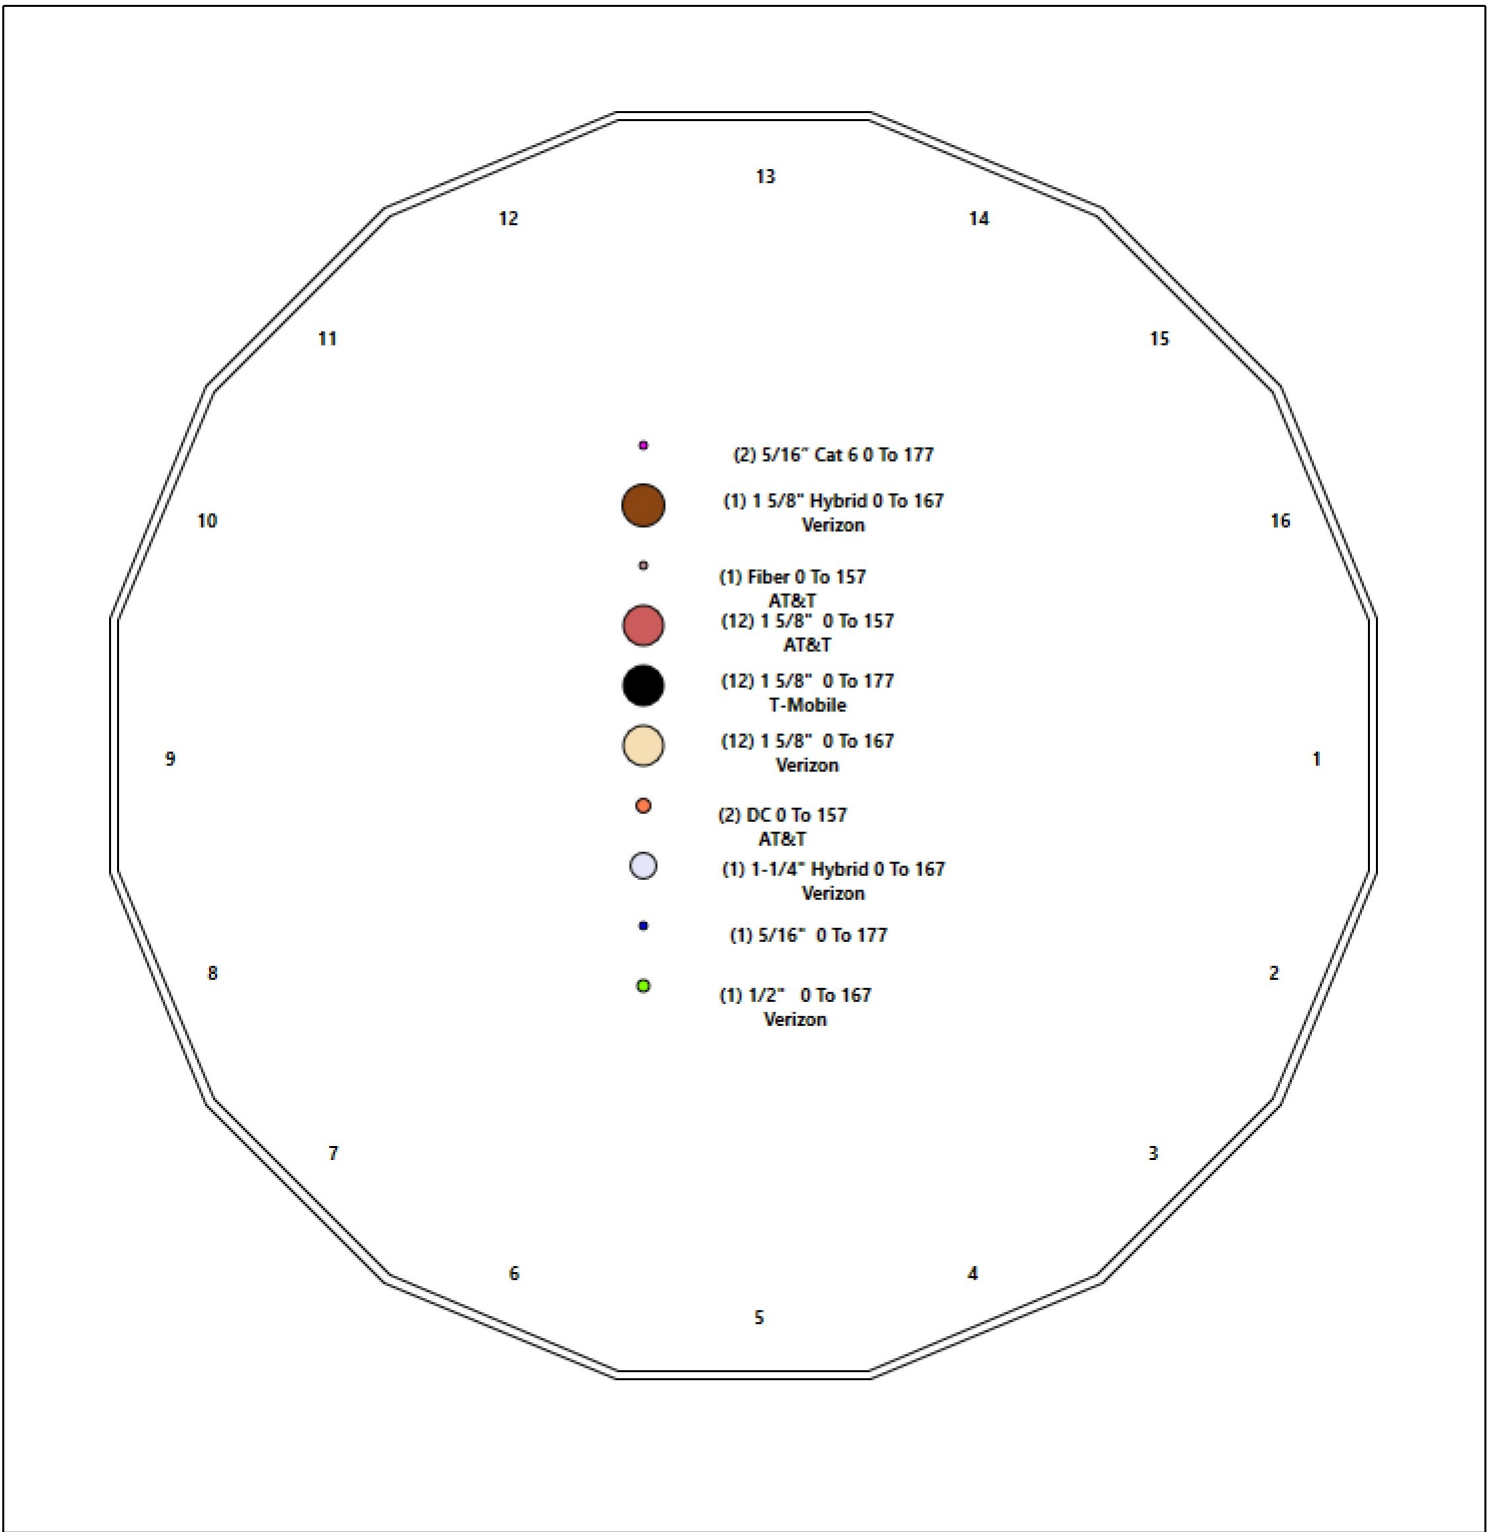 13
12
14
11
15
(2) 5/16" Cat 6 0 To 177
(1) 1 5/8" Hybrid 0 To 167
Verizon
10
16
(1) Fiber 0 To 157
AT&T
(12) 1 5/8"  0 To 157
AT&T
(12) 1 5/8"  0 To 177
T-Mobile
(12) 1 5/8"  0 To 167
Verizon
9
1
(2) DC 0 To 157
AT&T
(1) 1-1/4" Hybrid 0 To 167
Verizon
(1) 5/16"  0 To 177
8
2
(1) 1/2"   0 To 167
Verizon
7
3
6
4
5